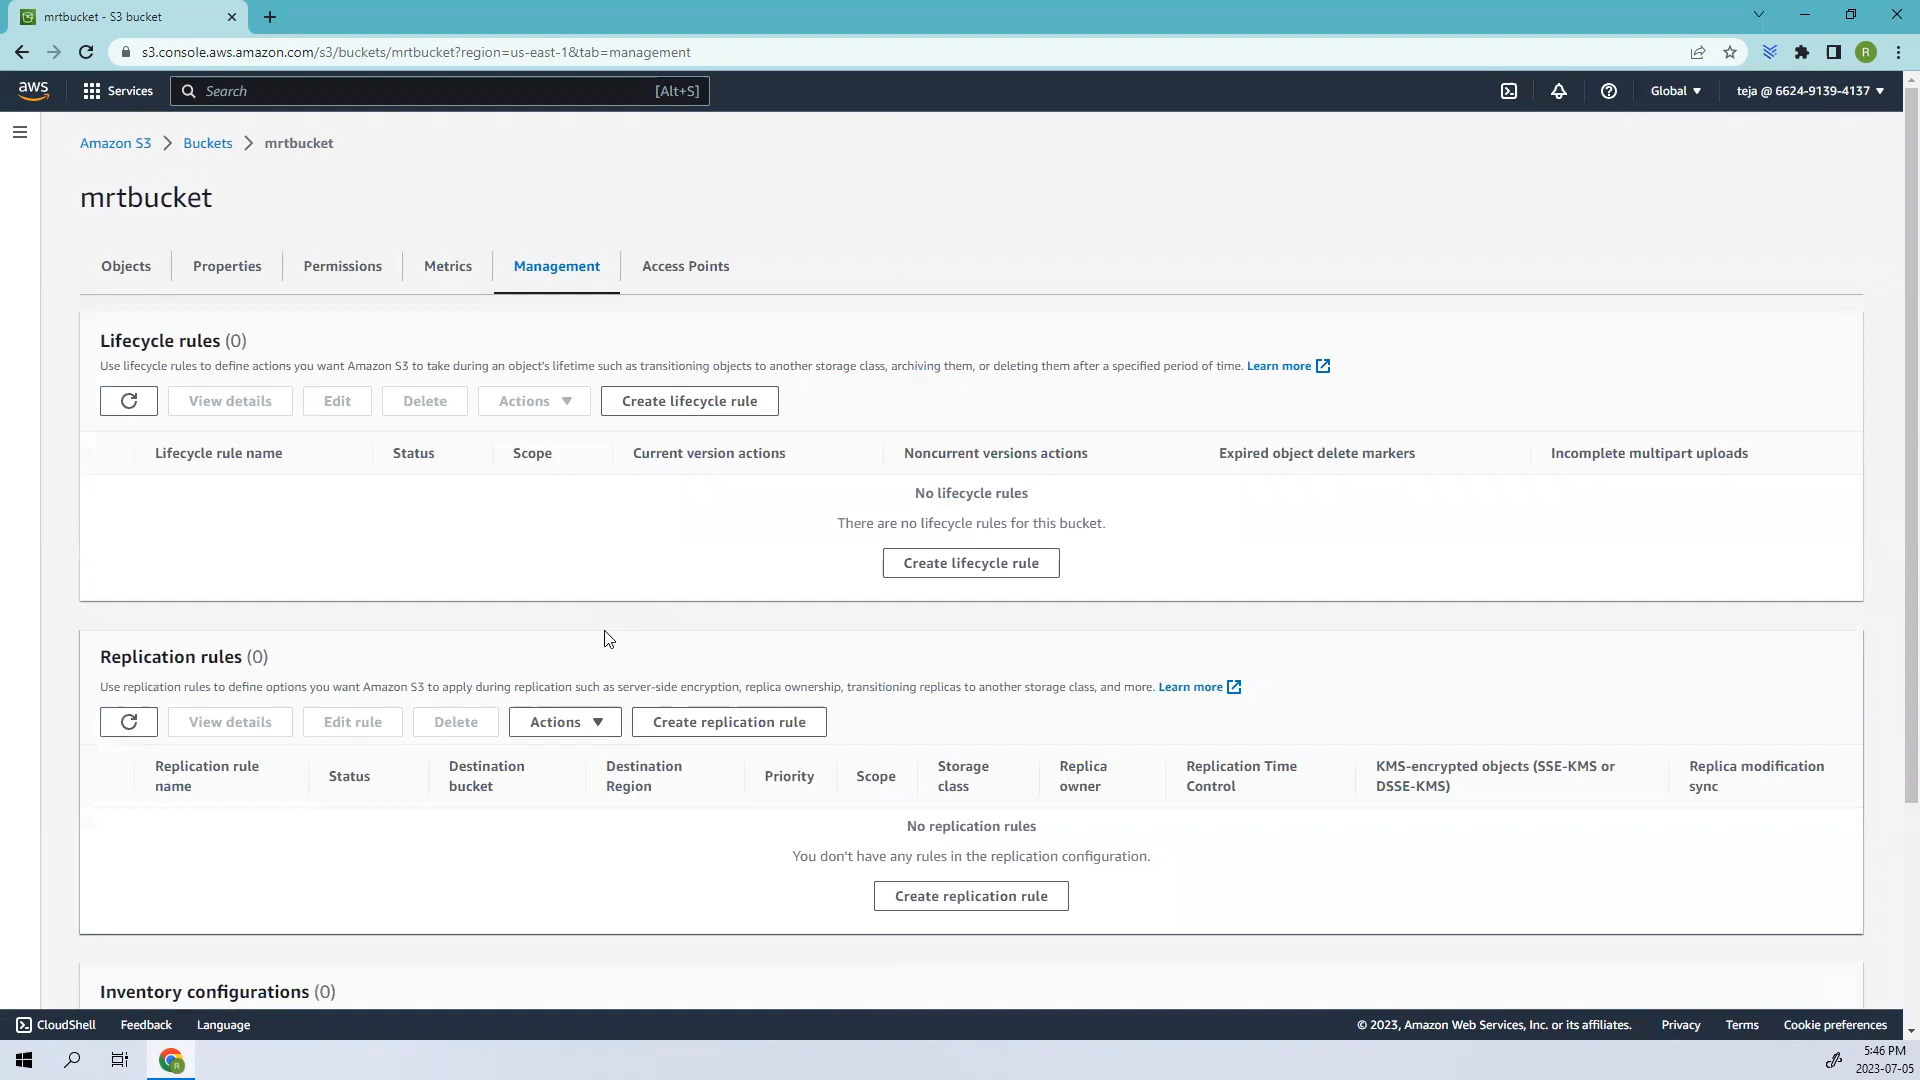 mrtbucket - S3 bucket
s3.console.aws.amazon.com/s3/buckets/mrtbucket?region=us-east-1&tab=management
R
aws
Services
Search
[Alt+S]
Global
teja @ 6624-9139-4137
Amazon S3
Buckets
mrtbucket
mrtbucket
Objects
Properties
Permissions
Metrics
Management
Access Points
Lifecycle rules (0)
Use lifecycle rules to define actions you want Amazon S3 to take during an object's lifetime such as transitioning objects to another storage class, archiving them, or deleting them after a specified period of time. Learn more
View details
Edit
Delete
Actions
Create lifecycle rule
Lifecycle rule name
Status
Scope
Current version actions
Noncurrent versions actions
Expired object delete markers
Incomplete multipart uploads
No lifecycle rules
There are no lifecycle rules for this bucket.
Create lifecycle rule
Replication rules (0)
Use replication rules to define options you want Amazon S3 to apply during replication such as server-side encryption, replica ownership, transitioning replicas to another storage class, and more. Learn more
View details
Edit rule
Delete
Actions
Create replication rule
Replication rule
name
Status
Destination
bucket
Destination
Region
Priority
Scope
Storage
class
Replica
owner
Replication Time
Control
KMS-encrypted objects (SSE-KMS or
DSSE-KMS)
Replica modification
sync
No replication rules
You don't have any rules in the replication configuration.
Create replication rule
Inventory configurations (0)
CloudShell
Feedback
Language
© 2023, Amazon Web Services, Inc. or its affiliates.
Privacy
Terms
Cookie preferences
R
5:46 PM
2023-07-05